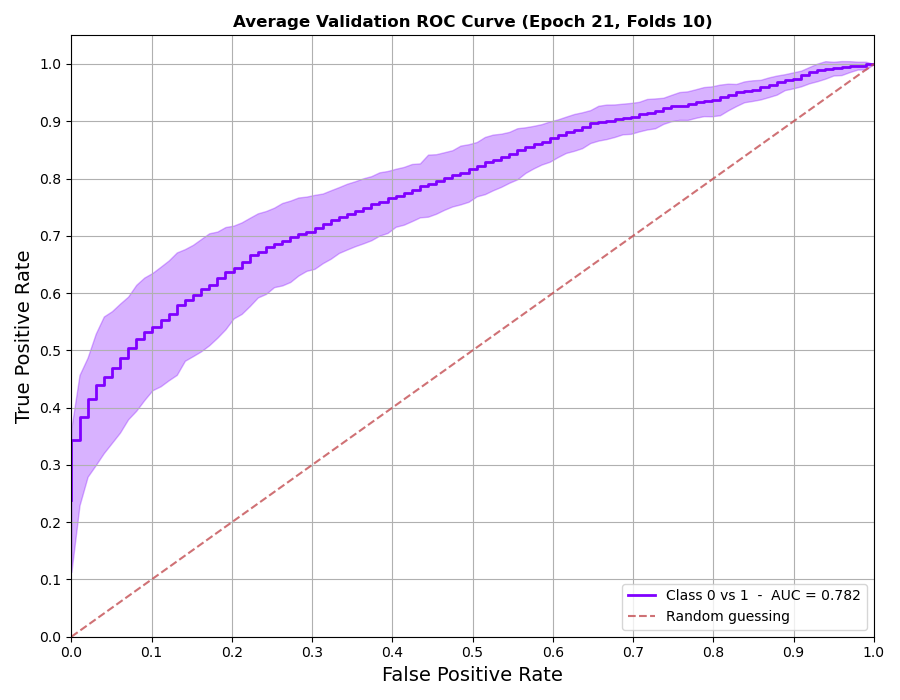 Average Validation ROC Curve (Epoch 21, Folds 10)
True Positive Rate
1.0
0.9
0.8
0.7
0.6
0.5
0.4
0.3
0.2
0.1
0.0
Class 0 vs 1 - AUC = 0.782
Random guessing
0.0 0.1 0.2 0.3 0.4 0.5 0.6 0.7 0.8 0.9 1.0
False Positive Rate